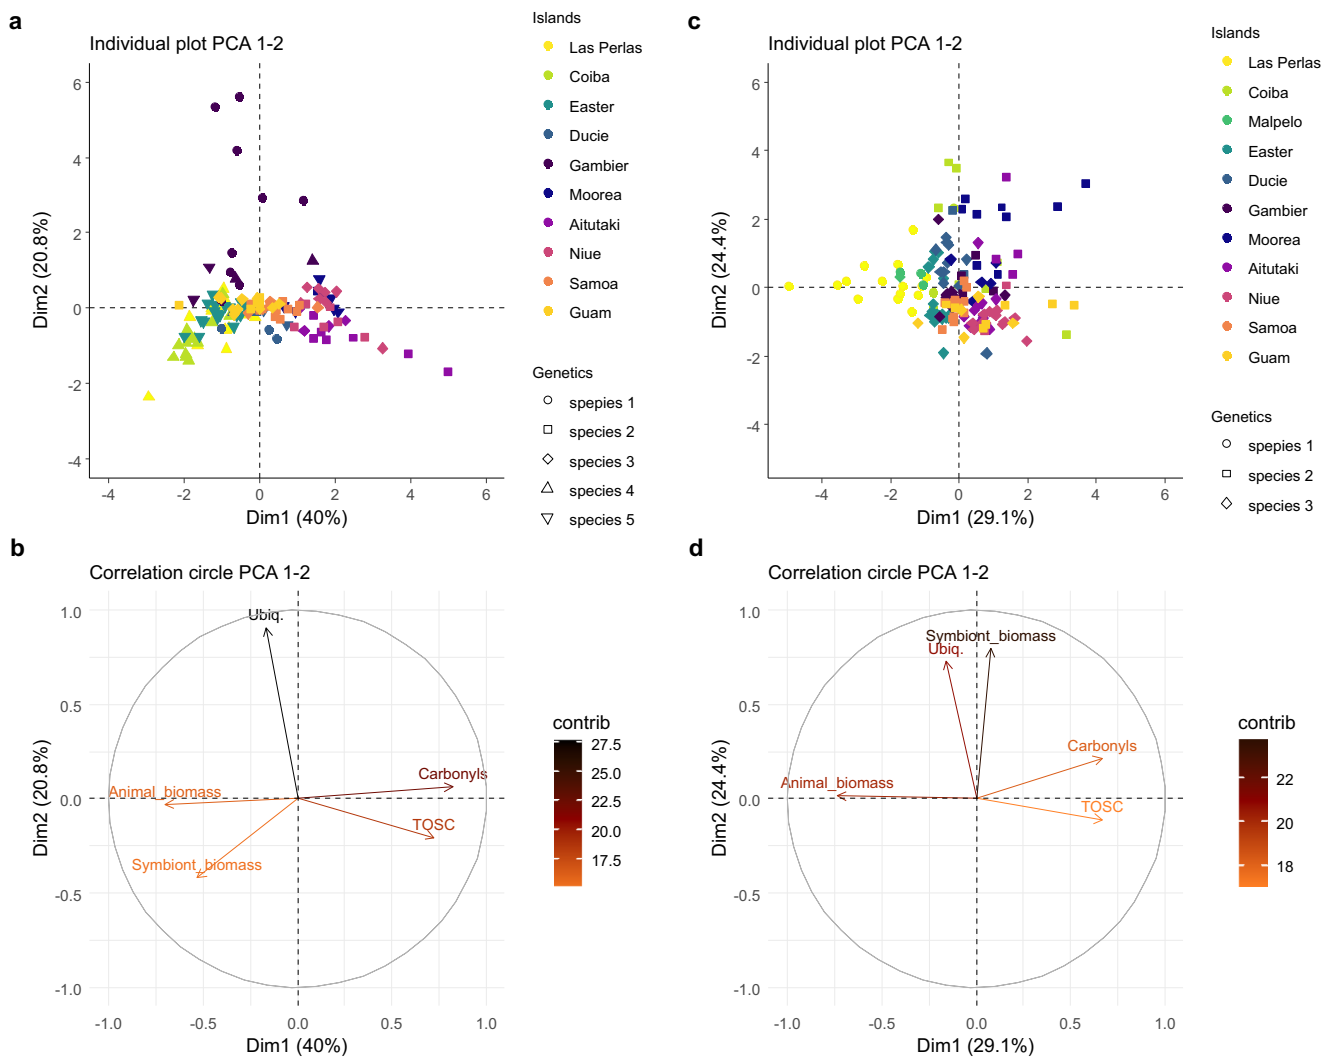 a
Individual plot PCA 1-2
6
4
2
0
-2
-4
-4
-2
0
2
4
6
Dim1 (40%)
Dim2 (20.8%)
Islands
Las Perlas
Coiba
Easter
Ducie
Gambier
Moorea
Aitutaki
Niue
Samoa
Guam
Genetics
spepies 1
species 2
species 3
species 4
species 5
c
Individual plot PCA 1-2
6
4
2
0
-2
-4
-4
-2
0
2
4
6
Dim1 (29.1%)
Dim2 (24.4%)
Islands
Las Perlas
Coiba
Malpelo
Easter
Ducie
Gambier
Moorea
Aitutaki
Niue
Samoa
Guam
Genetics
spepies 1
species 2
species 3
b
Correlation circle PCA 1-2
1.0
0.5
0.0
-0.5
-1.0
-1.0
-0.5
0.0
0.5
1.0
Dim1 (40%)
Dim2 (20.8%)
Ubiq.
Carbonyls
TOSC
Animal_biomass
Symbiont_biomass
contrib
27.5
25.0
22.5
20.0
17.5
d
Correlation circle PCA 1-2
1.0
0.5
0.0
-0.5
-1.0
-1.0
-0.5
0.0
0.5
1.0
Dim1 (29.1%)
Dim2 (24.4%)
Symbiont_biomass
Ubiq.
Carbonyls
Animal_biomass
TOSC
contrib
22
20
18